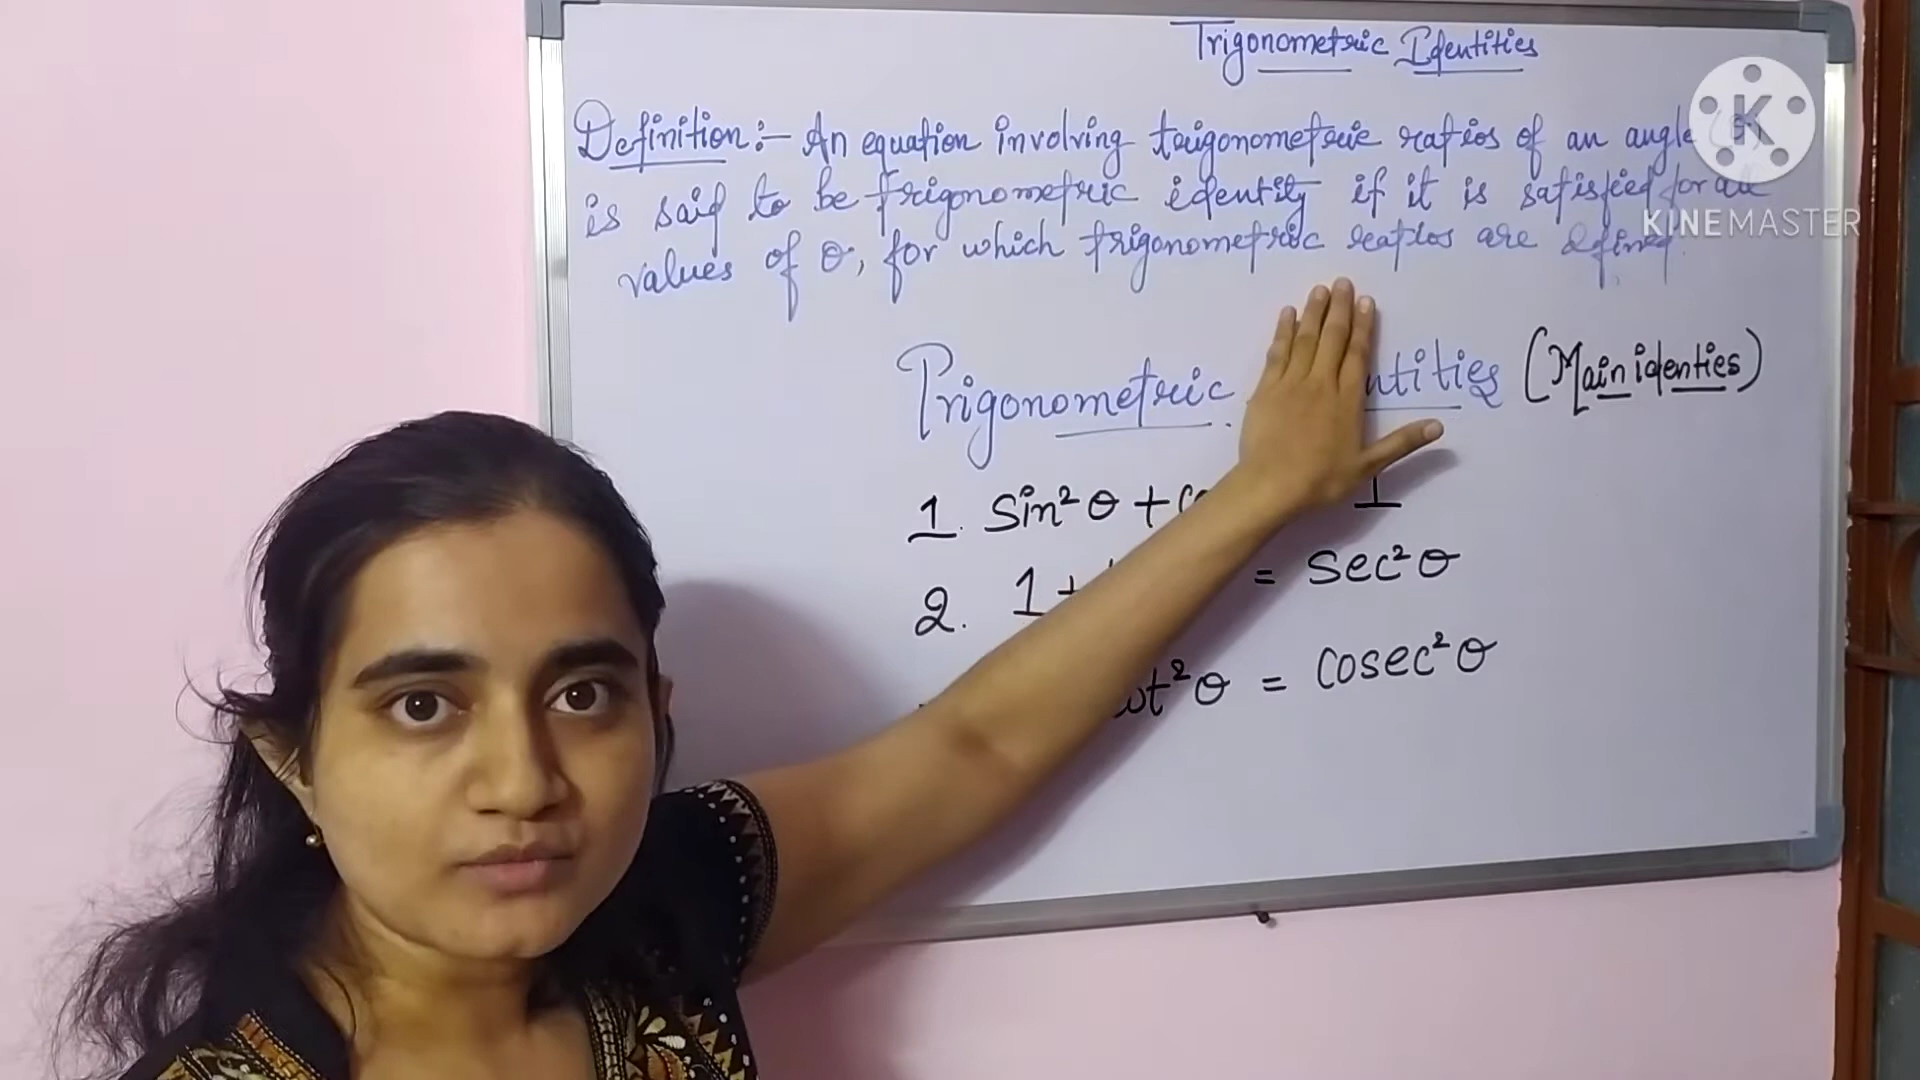 Trigonometric Identities
Definition:- An equation involving trigonometric ratios of an angle
is said to be trigonometric identity if it is satisfied for all
values of θ, for which trigonometric ratios are defined.
K
KINEMASTER
Trigonometric entities (Main identies)
1. Sin²θ + 1
2. 1+ = Sec²θ
cot²θ = Cosec²θ